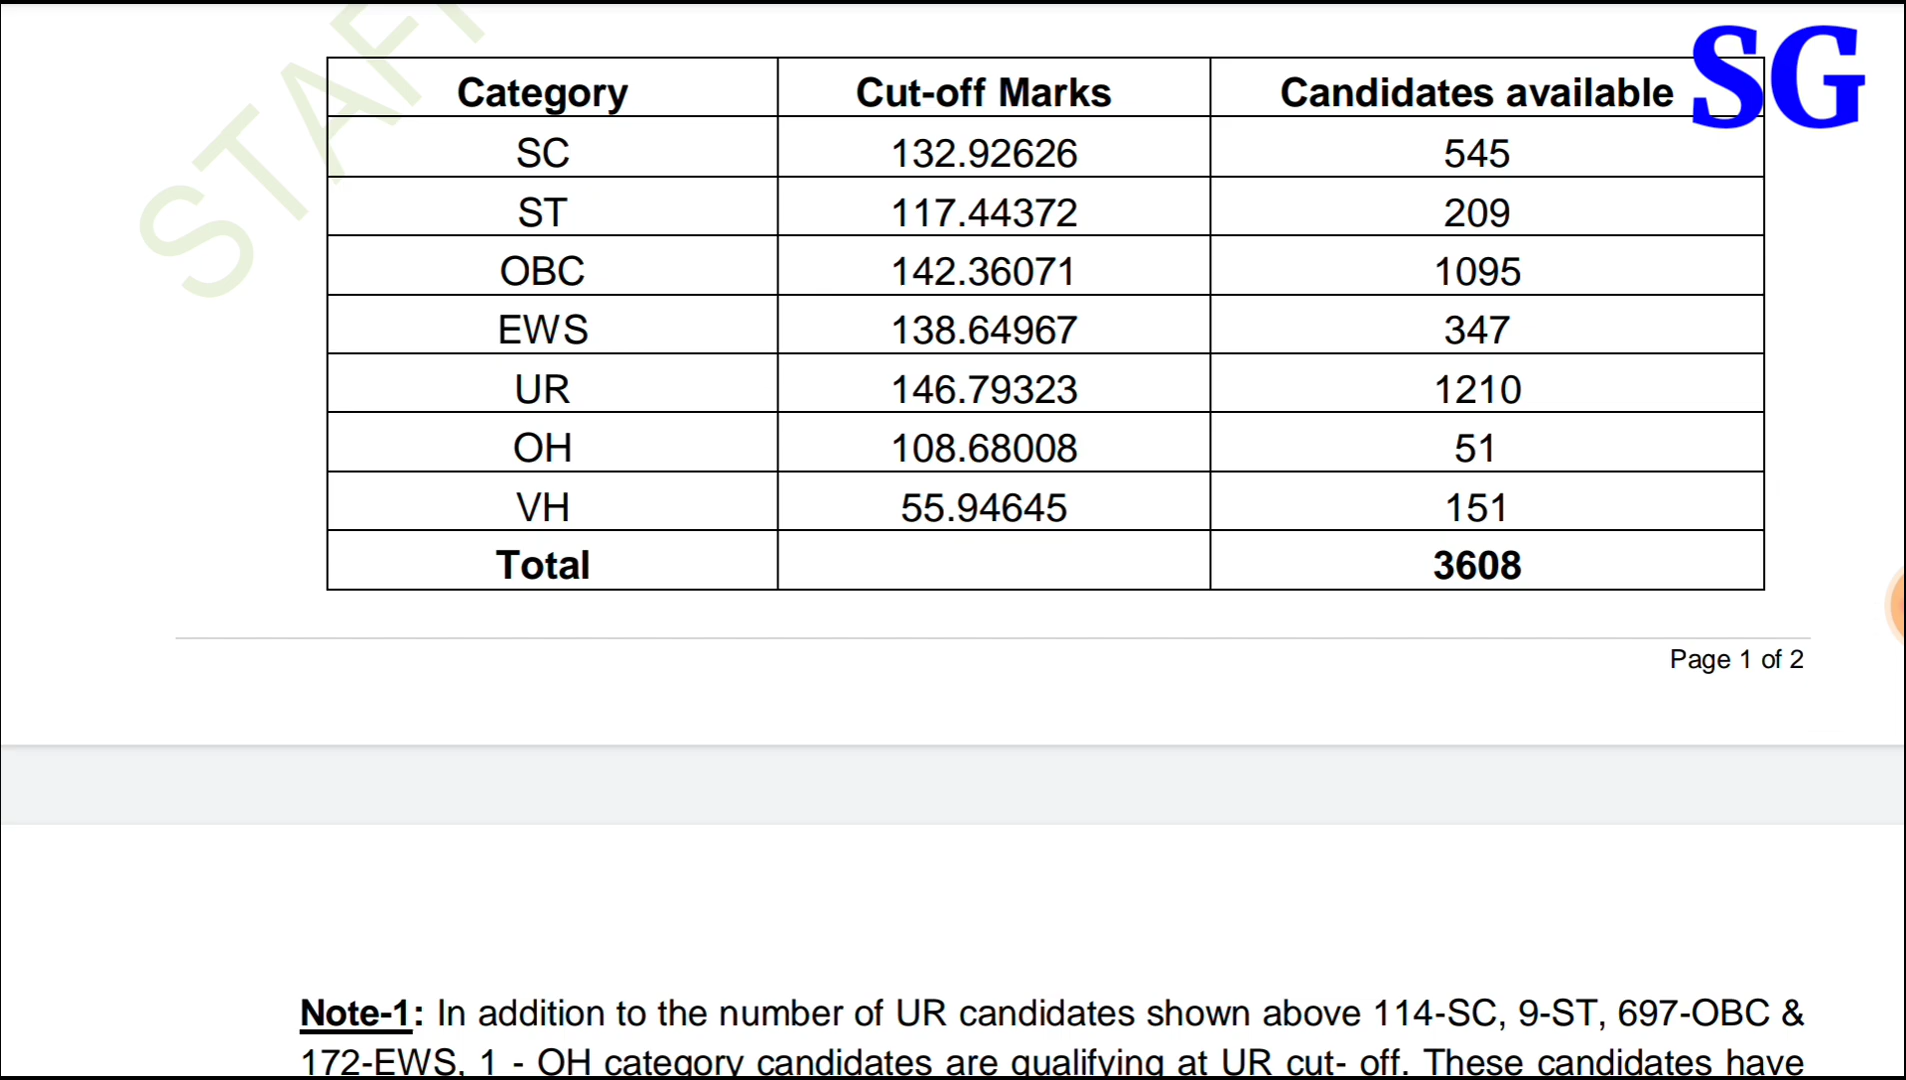 STAF
SG
Category Cut-off Marks Candidates available
SC 132.92626 545
ST 117.44372 209
OBC 142.36071 1095
EWS 138.64967 347
UR 146.79323 1210
OH 108.68008 51
VH 55.94645 151
Total 3608
Page 1 of 2
Note-1: In addition to the number of UR candidates shown above 114-SC, 9-ST, 697-OBC &
172-EWS, 1 - OH category candidates are qualifying at UR cut- off. These candidates have